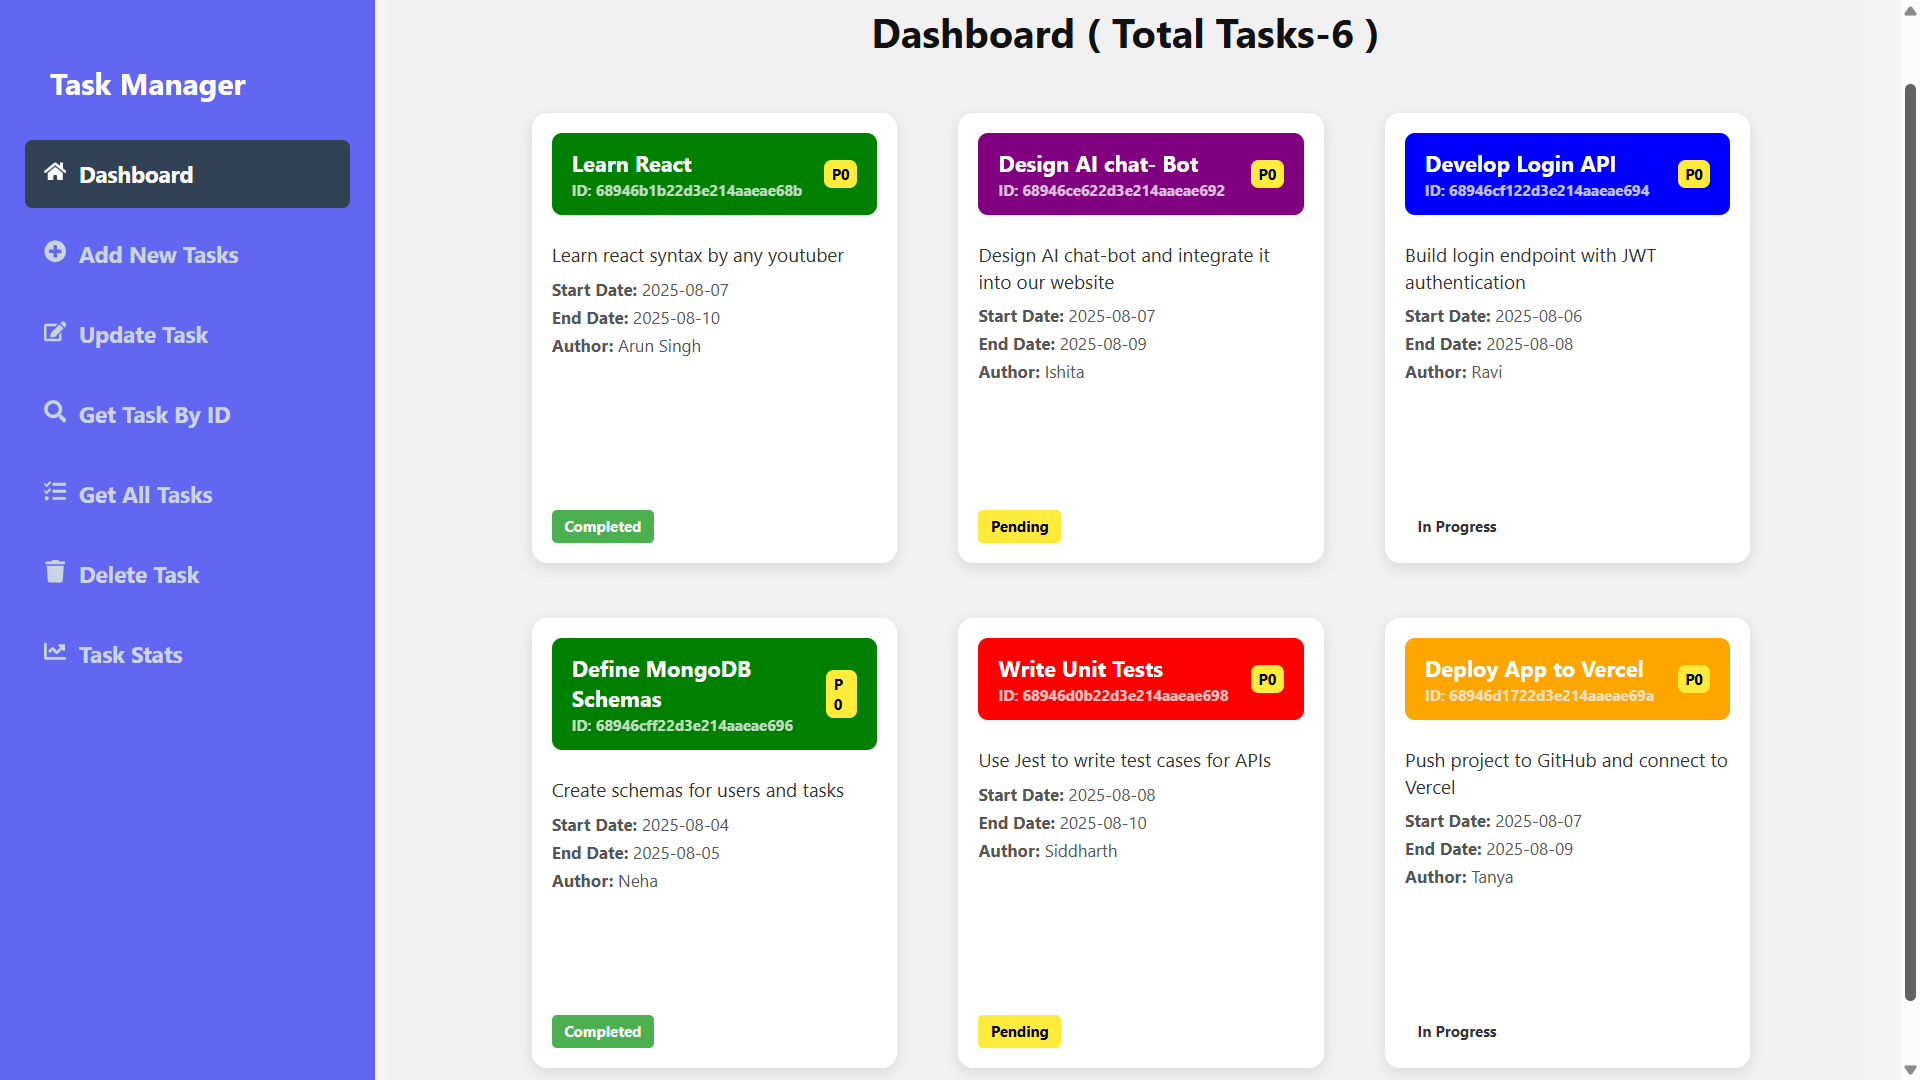 Task Manager
Dashboard
Add New Tasks
Update Task
Get Task By ID
Get All Tasks
Delete Task
Task Stats
Dashboard ( Total Tasks-6 )
Learn React
ID: 68946b1b22d3e214aaeae68b
P0
Learn react syntax by any youtuber
Start Date: 2025-08-07
End Date: 2025-08-10
Author: Arun Singh
Completed
Design AI chat- Bot
ID: 68946ce622d3e214aaeae692
P0
Design AI chat-bot and integrate it
into our website
Start Date: 2025-08-07
End Date: 2025-08-09
Author: Ishita
Pending
Develop Login API
ID: 68946cf122d3e214aaeae694
P0
Build login endpoint with JWT
authentication
Start Date: 2025-08-06
End Date: 2025-08-08
Author: Ravi
In Progress
Define MongoDB
Schemas
ID: 68946cff22d3e214aaeae696
P
0
Create schemas for users and tasks
Start Date: 2025-08-04
End Date: 2025-08-05
Author: Neha
Completed
Write Unit Tests
ID: 68946d0b22d3e214aaeae698
P0
Use Jest to write test cases for APIs
Start Date: 2025-08-08
End Date: 2025-08-10
Author: Siddharth
Pending
Deploy App to Vercel
ID: 68946d1722d3e214aaeae69a
P0
Push project to GitHub and connect to
Vercel
Start Date: 2025-08-07
End Date: 2025-08-09
Author: Tanya
In Progress